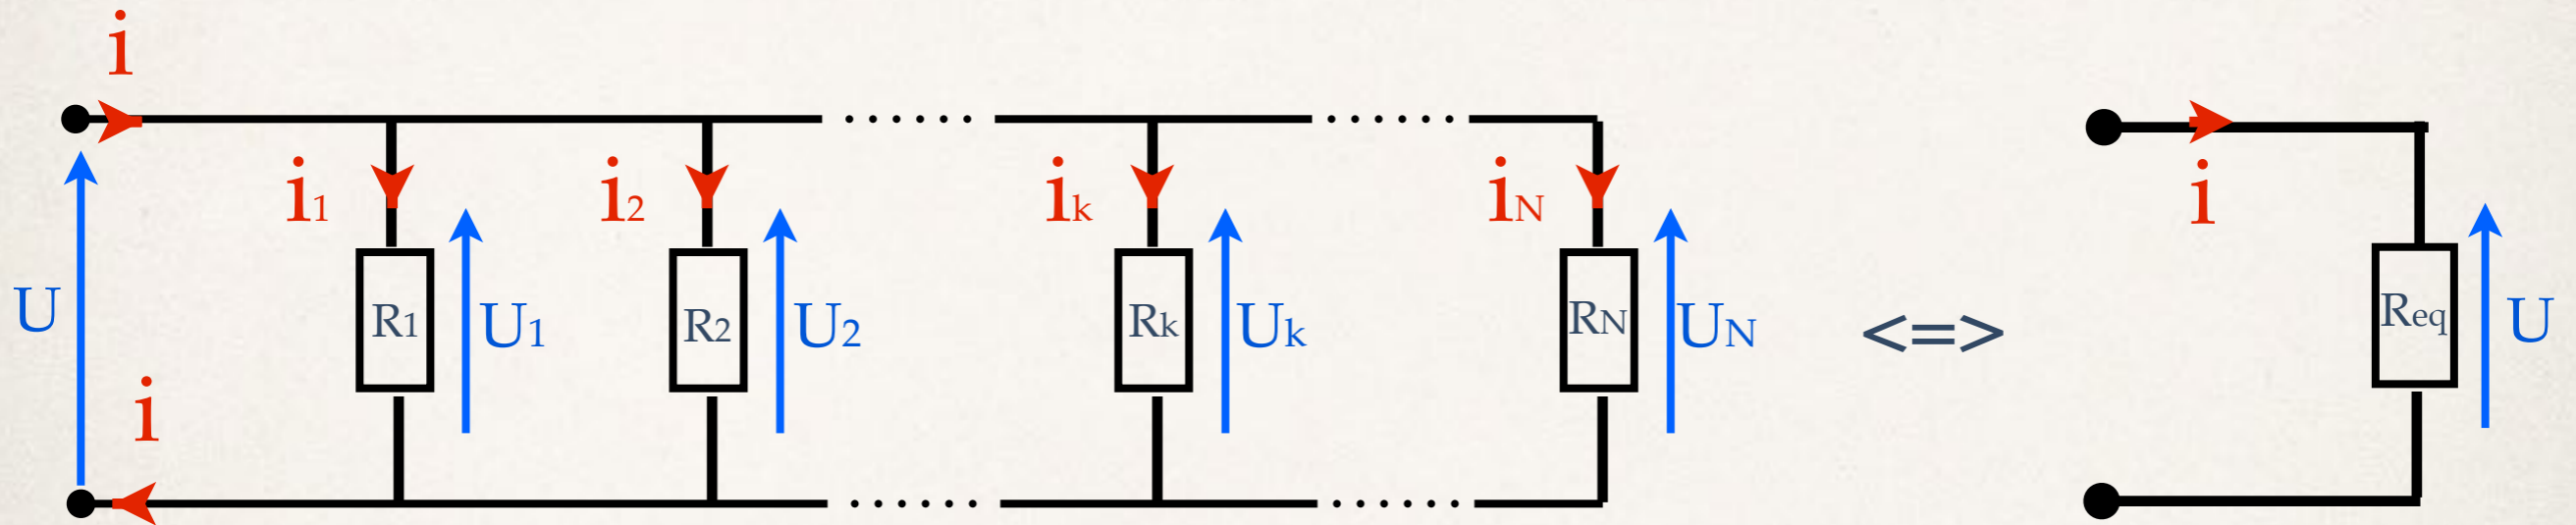 i
i1 i2 ik iN i
U R1 U1 R2 U2 Rk Uk RN UN <=> Req U
i